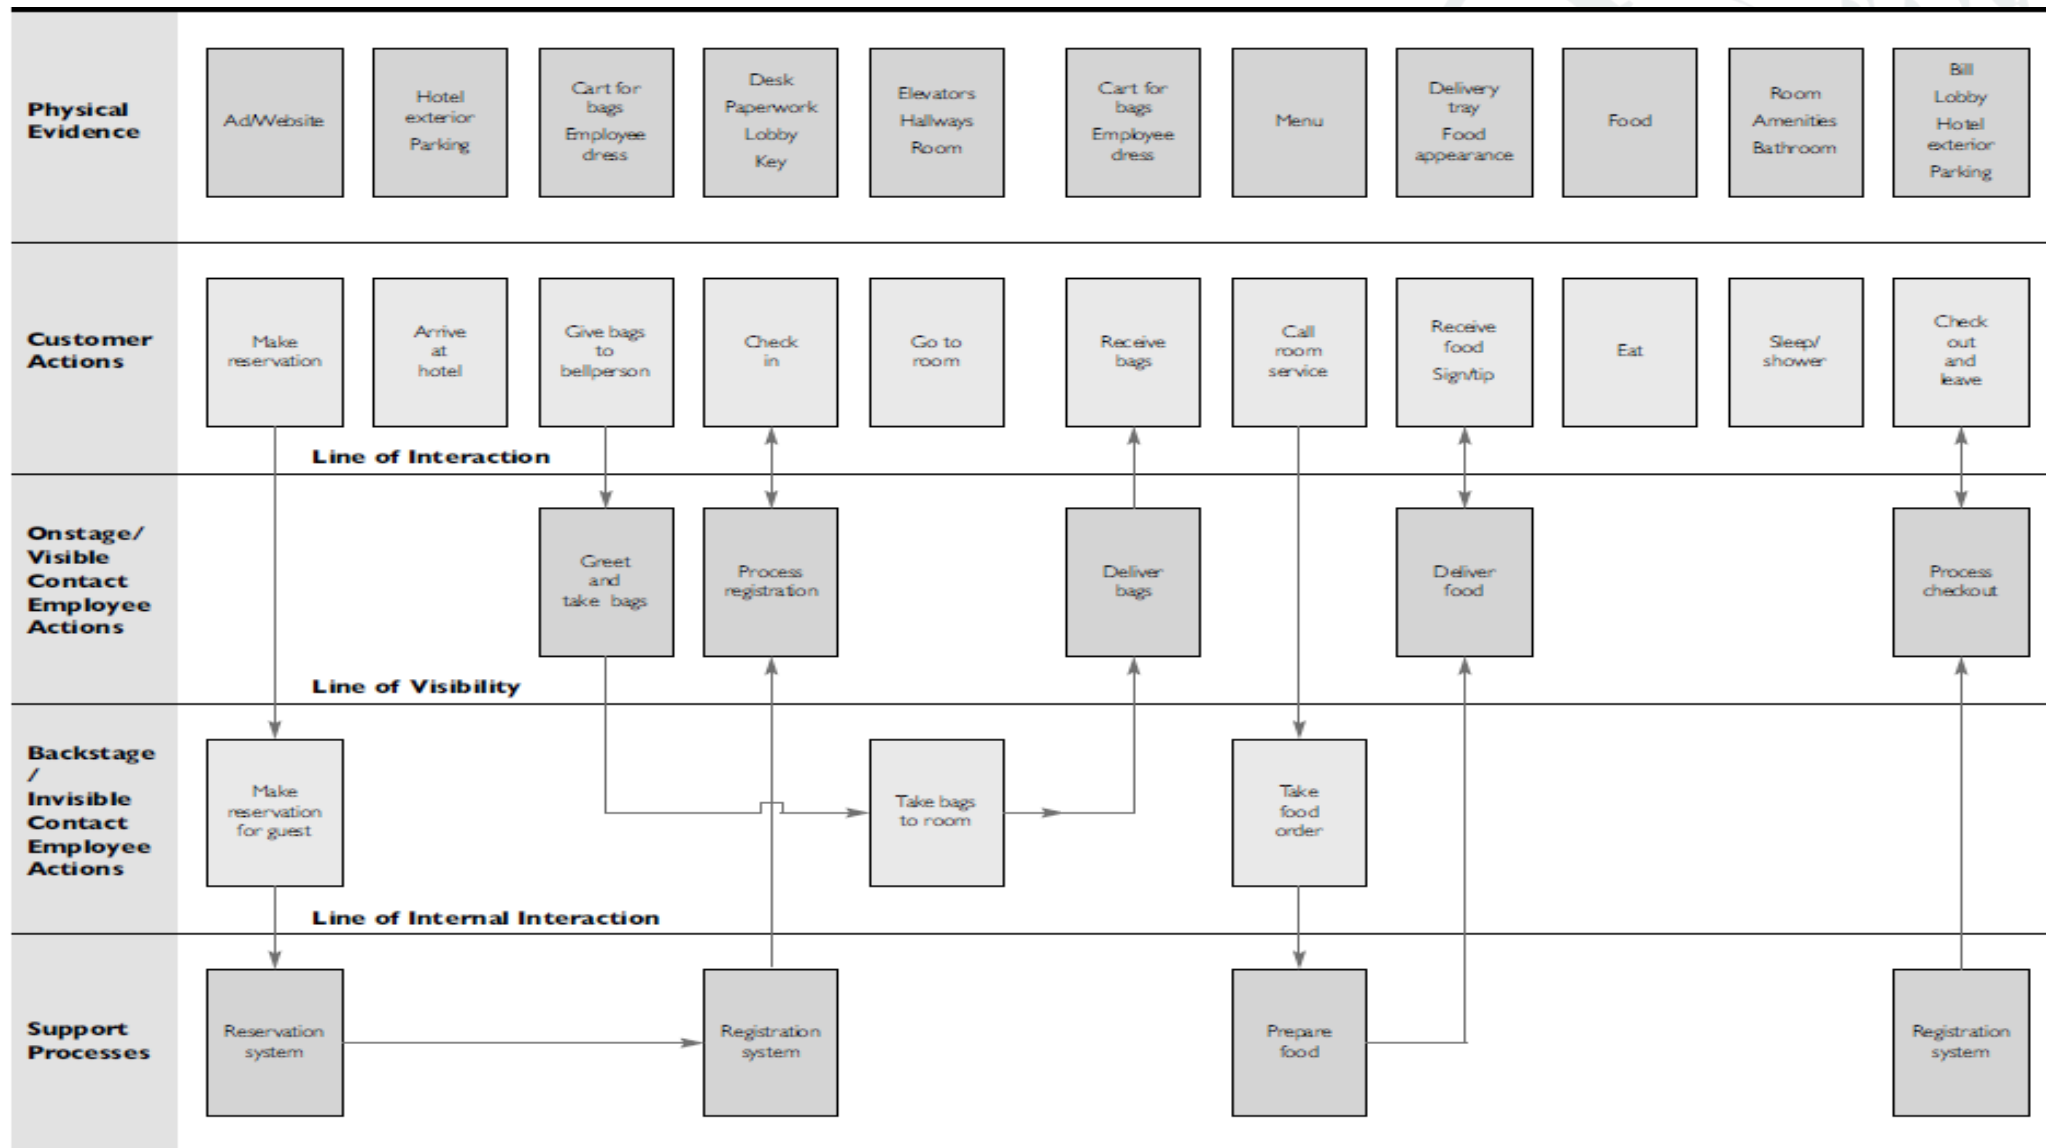 Physical
Evidence
Ad/Website
Hotel
exterior
Parking
Cart for
bags
Employee
dress
Desk
Paperwork
Lobby
Key
Elevators
Hallways
Room
Cart for
bags
Employee
dress
Menu
Delivery
tray
Food
appearance
Food
Room
Amenities
Bathroom
Bill
Lobby
Hotel
exterior
Parking
Customer
Actions
Make
reservation
Arrive
at
hotel
Give bags
to
bellperson
Check
in
Go to
room
Receive
bags
Call
room
service
Receive
food
Sign/tip
Eat
Sleep/
shower
Check
out
and
leave
Line of Interaction
Onstage/
Visible
Contact
Employee
Actions
Greet
and
take bags
Process
registration
Deliver
bags
Deliver
food
Process
checkout
Line of Visibility
Backstage
/
Invisible
Contact
Employee
Actions
Make
reservation
for guest
Take bags
to room
Take
food
order
Line of Internal Interaction
Support
Processes
Reservation
system
Registration
system
Prepare
food
Registration
system